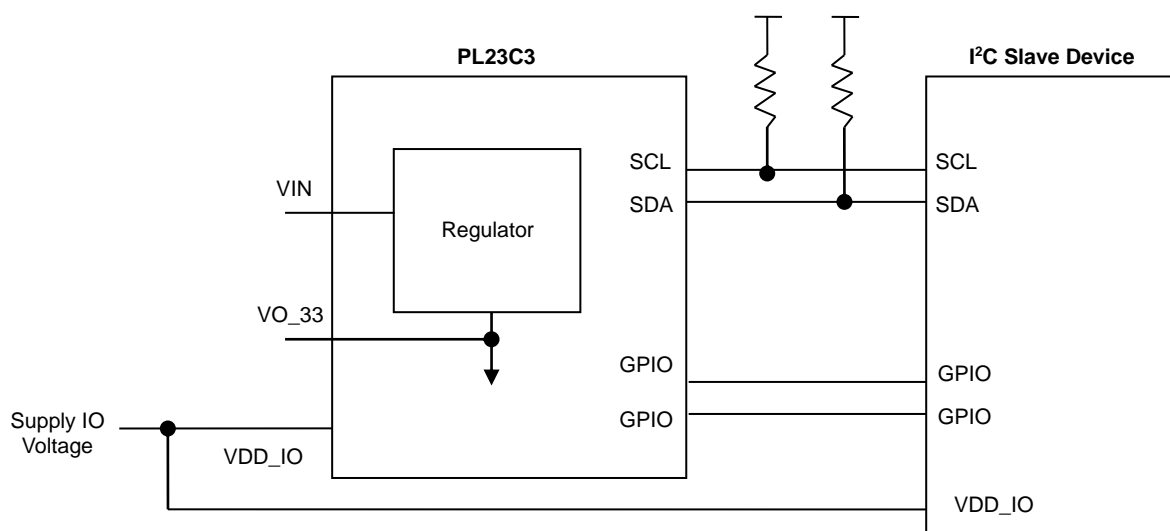 PL23C3
I²C Slave Device
SCL
SCL
VIN
SDA
SDA
Regulator
VO_33
GPIO
GPIO
Supply IO
Voltage
GPIO
GPIO
VDD_IO
VDD_IO